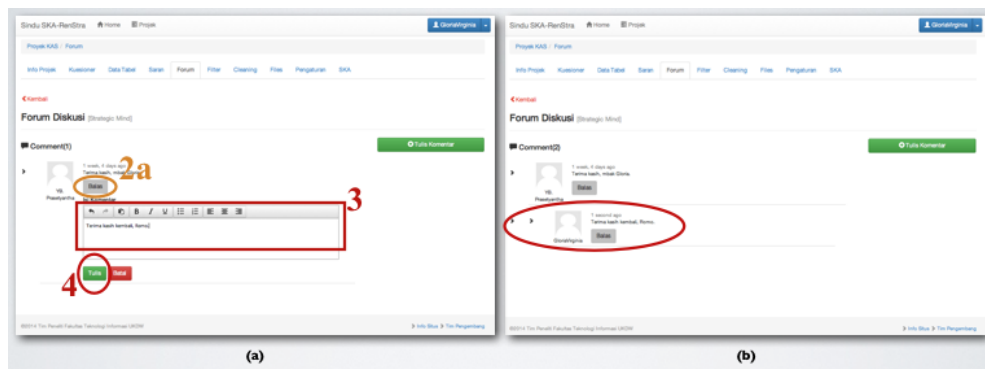 Sindu SKA-RenStra Home Projek GloriaVirginia
Proyek KAS / Forum
Info Projek Kuesioner Data Tabel Saran Forum Filter Cleaning Files Pengaturan SKA
Kembali
Forum Diskusi [Strategic Mind]
Tulis Komentar
Comment(1)
1 week, 4 days ago
Terima kasih, mbak Gloria.
2a
Balas
YB.
Prasetyantha
Isi Komentar
3
B I U
Terima kasih kembali, Romo.
4
Tulis Batal
©2014 Tim Peneliti Fakultas Teknologi Informasi UKDW Info Situs Tim Pengembang
(a)
Sindu SKA-RenStra Home Projek GloriaVirginia
Proyek KAS / Forum
Info Projek Kuesioner Data Tabel Saran Forum Filter Cleaning Files Pengaturan SKA
Kembali
Forum Diskusi [Strategic Mind]
Tulis Komentar
Comment(2)
1 week, 4 days ago
Terima kasih, mbak Gloria.
Balas
YB.
Prasetyantha
1 second ago
Terima kasih kembali, Romo.
Balas
GloriaVirginia
©2014 Tim Peneliti Fakultas Teknologi Informasi UKDW Info Situs Tim Pengembang
(b)